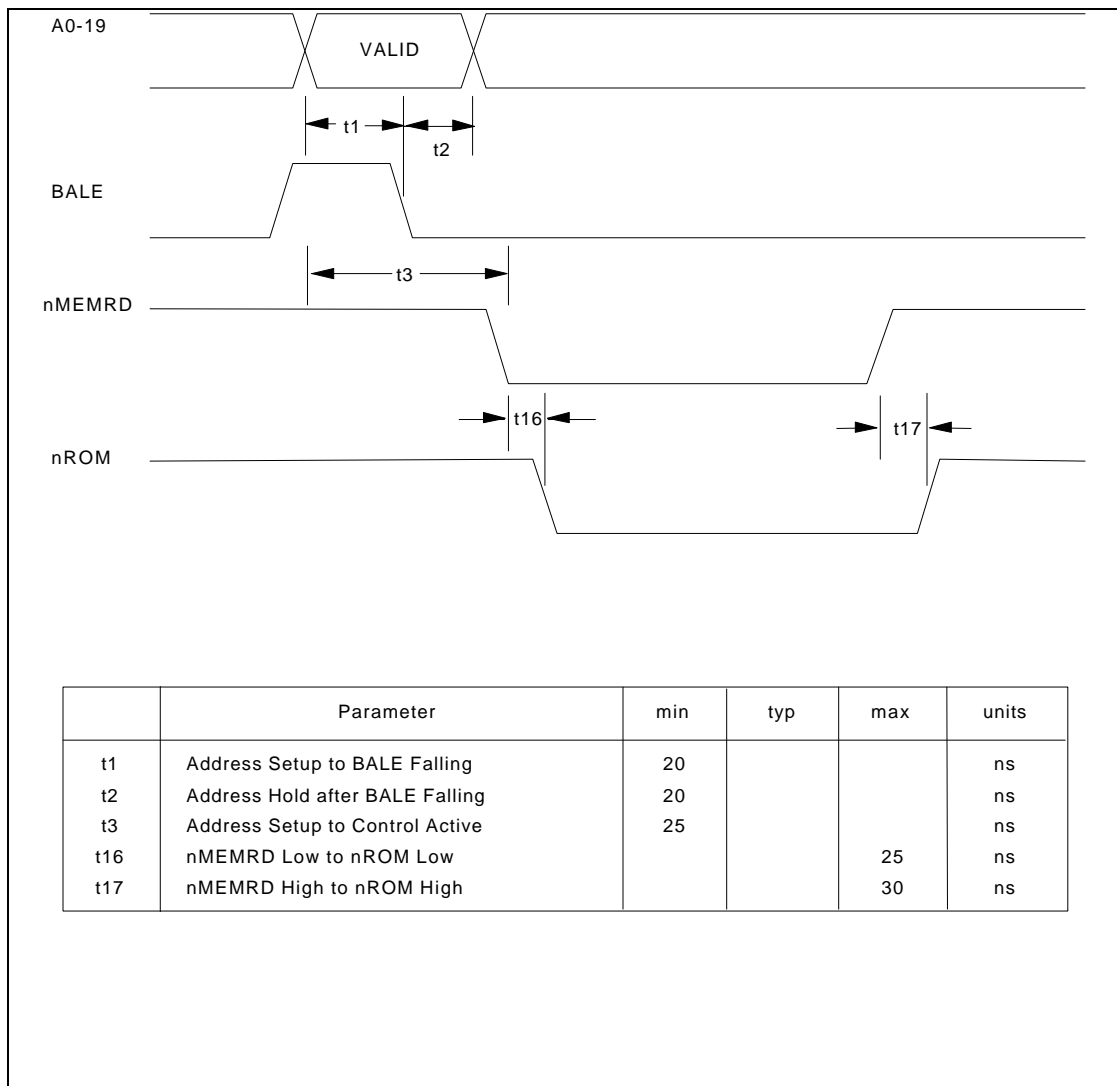 A0-19
VALID
t1
t2
BALE
t3
nMEMRD
t16
t17
nROM
Parameter min typ max units
t1 Address Setup to BALE Falling 20 ns
t2 Address Hold after BALE Falling 20 ns
t3 Address Setup to Control Active 25 ns
t16 nMEMRD Low to nROM Low 25 ns
t17 nMEMRD High to nROM High 30 ns